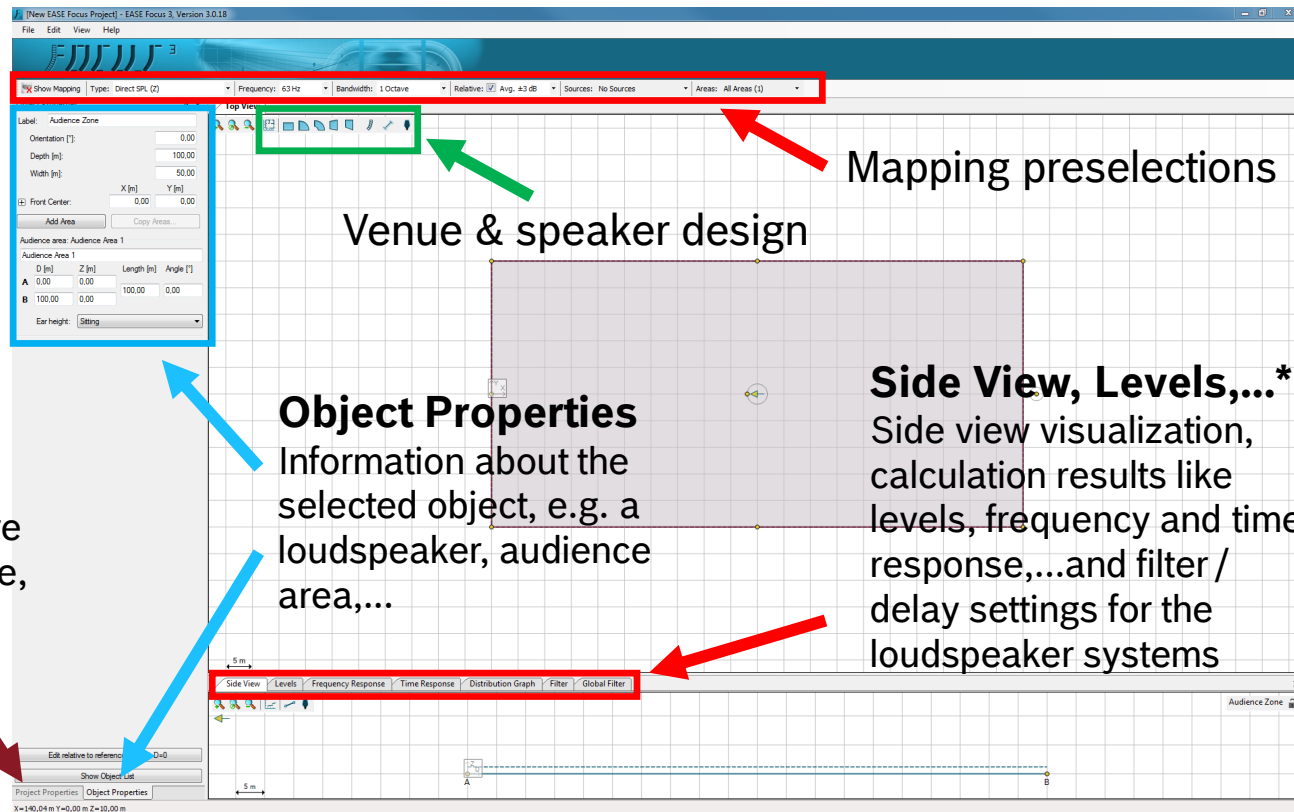 [New EASE Focus Project] - EASE Focus 3, Version 3.0.18
File Edit View Help
FOCUS 3
Show Mapping Type: Direct SPL (Z) Frequency: 63 Hz Bandwidth: 1 Octave Relative: Avg. ±3 dB Sources: No Sources Areas: All Areas (1)
Top View
Label: Audience Zone
Orientation [°]: 0,00
Depth [m]: 100,00
Width [m]: 50,00
X [m] Y [m]
Front Center: 0,00 0,00
Add Area Copy Areas...
Audience area: Audience Area 1
Audience Area 1
D [m] Z [m] Length [m] Angle [°]
A 0,00 0,00
100,00 0,00
B 100,00 0,00
Ear height: Sitting
Mapping preselections
Venue & speaker design
Y X
Object Properties
Information about the
selected object, e.g. a
loudspeaker, audience
area,...
Side View, Levels,...*
Side view visualization,
calculation results like
levels, frequency and time
response,...and filter /
delay settings for the
loudspeaker systems
e,
5 m
Side View Levels Frequency Response Time Response Distribution Graph Filter Global Filter
Audience Zone
Z
A B
5 m
Edit relative to D=0
Show Object List
Project Properties Object Properties
X=140,04 m Y=0,00 m Z=10,00 m